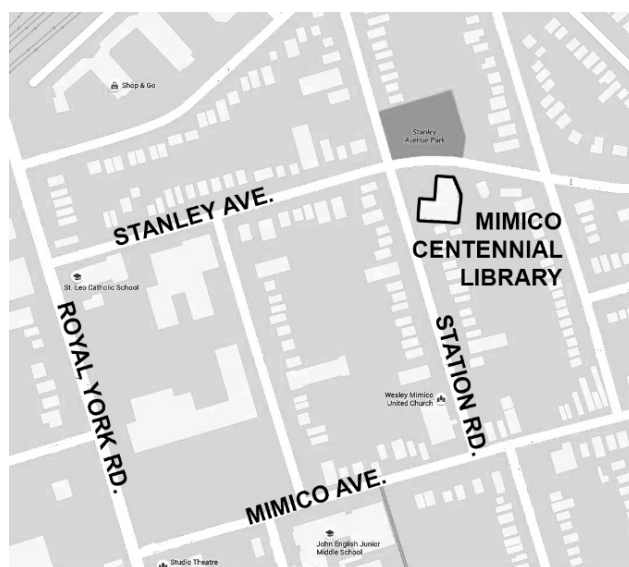 Shop & Go
Stanley
Avenue Park
STANLEY AVE.
MIMICO
CENTENNIAL
LIBRARY
St. Leo Catholic School
ROYAL YORK RD.
STATION RD.
Wesley Mimico
United Church
MIMICO AVE.
John English Junior
Middle School
Studio Theatre